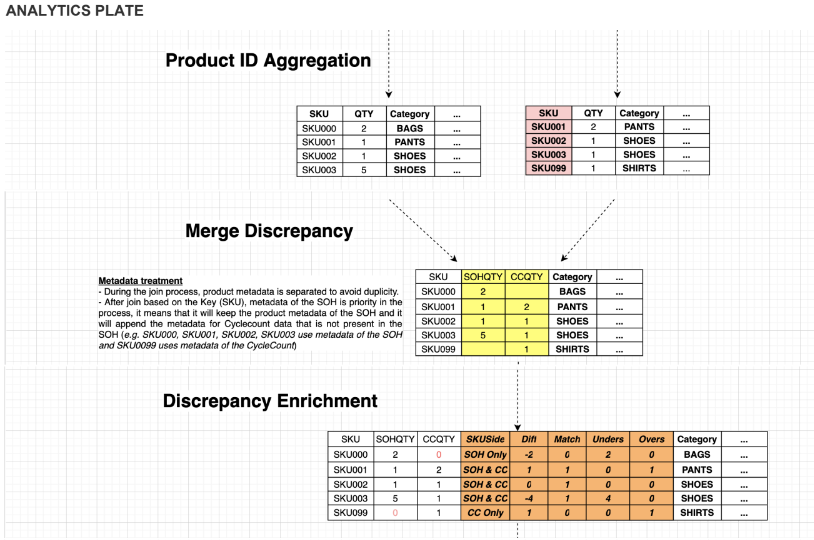 ANALYTICS PLATE
Product ID Aggregation
SKU QTY Category ...
SKU000 2 BAGS ...
SKU001 1 PANTS ...
SKU002 1 SHOES ...
SKU003 5 SHOES ...
SKU QTY Category ...
SKU001 2 PANTS ...
SKU002 1 SHOES ...
SKU003 1 SHOES ...
SKU099 1 SHIRTS ...
Merge Discrepancy
Metadata treatment
- During the join process, product metadata is separated to avoid duplicity.
- After join based on the Key (SKU), metadata of the SOH is priority in the
process, it means that it will keep the product metadata of the SOH and it
will append the metadata for Cyclecount data that is not present in the
SOH (e.g. SKU000, SKU001, SKU002, SKU003 use metadata of the SOH
and SKU0099 uses metadata of the CycleCount)
SKU SOHQTY CCQTY Category ...
SKU000 2 BAGS ...
SKU001 1 2 PANTS ...
SKU002 1 1 SHOES ...
SKU003 5 1 SHOES ...
SKU099 1 SHIRTS ...
Discrepancy Enrichment
SKU SOHQTY CCQTY SKUSide Diff Match Unders Overs Category ...
SKU000 2 0 SOH Only -2 0 2 0 BAGS ...
SKU001 1 2 SOH & CC 1 1 0 1 PANTS ...
SKU002 1 1 SOH & CC 0 1 0 0 SHOES ...
SKU003 5 1 SOH & CC -4 1 4 0 SHOES ...
SKU099 0 1 CC Only 1 0 0 1 SHIRTS ...